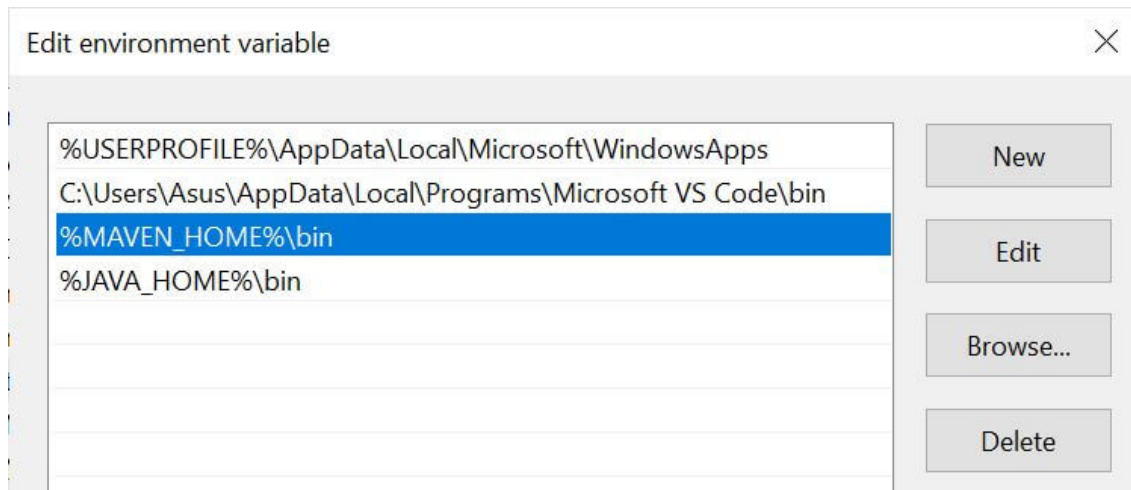 Edit environment variable
%USERPROFILE%\AppData\Local\Microsoft\WindowsApps
C:\Users\Asus\AppData\Local\Programs\Microsoft VS Code\bin
%MAVEN_HOME%\bin
%JAVA_HOME%\bin
New
Edit
Browse...
Delete